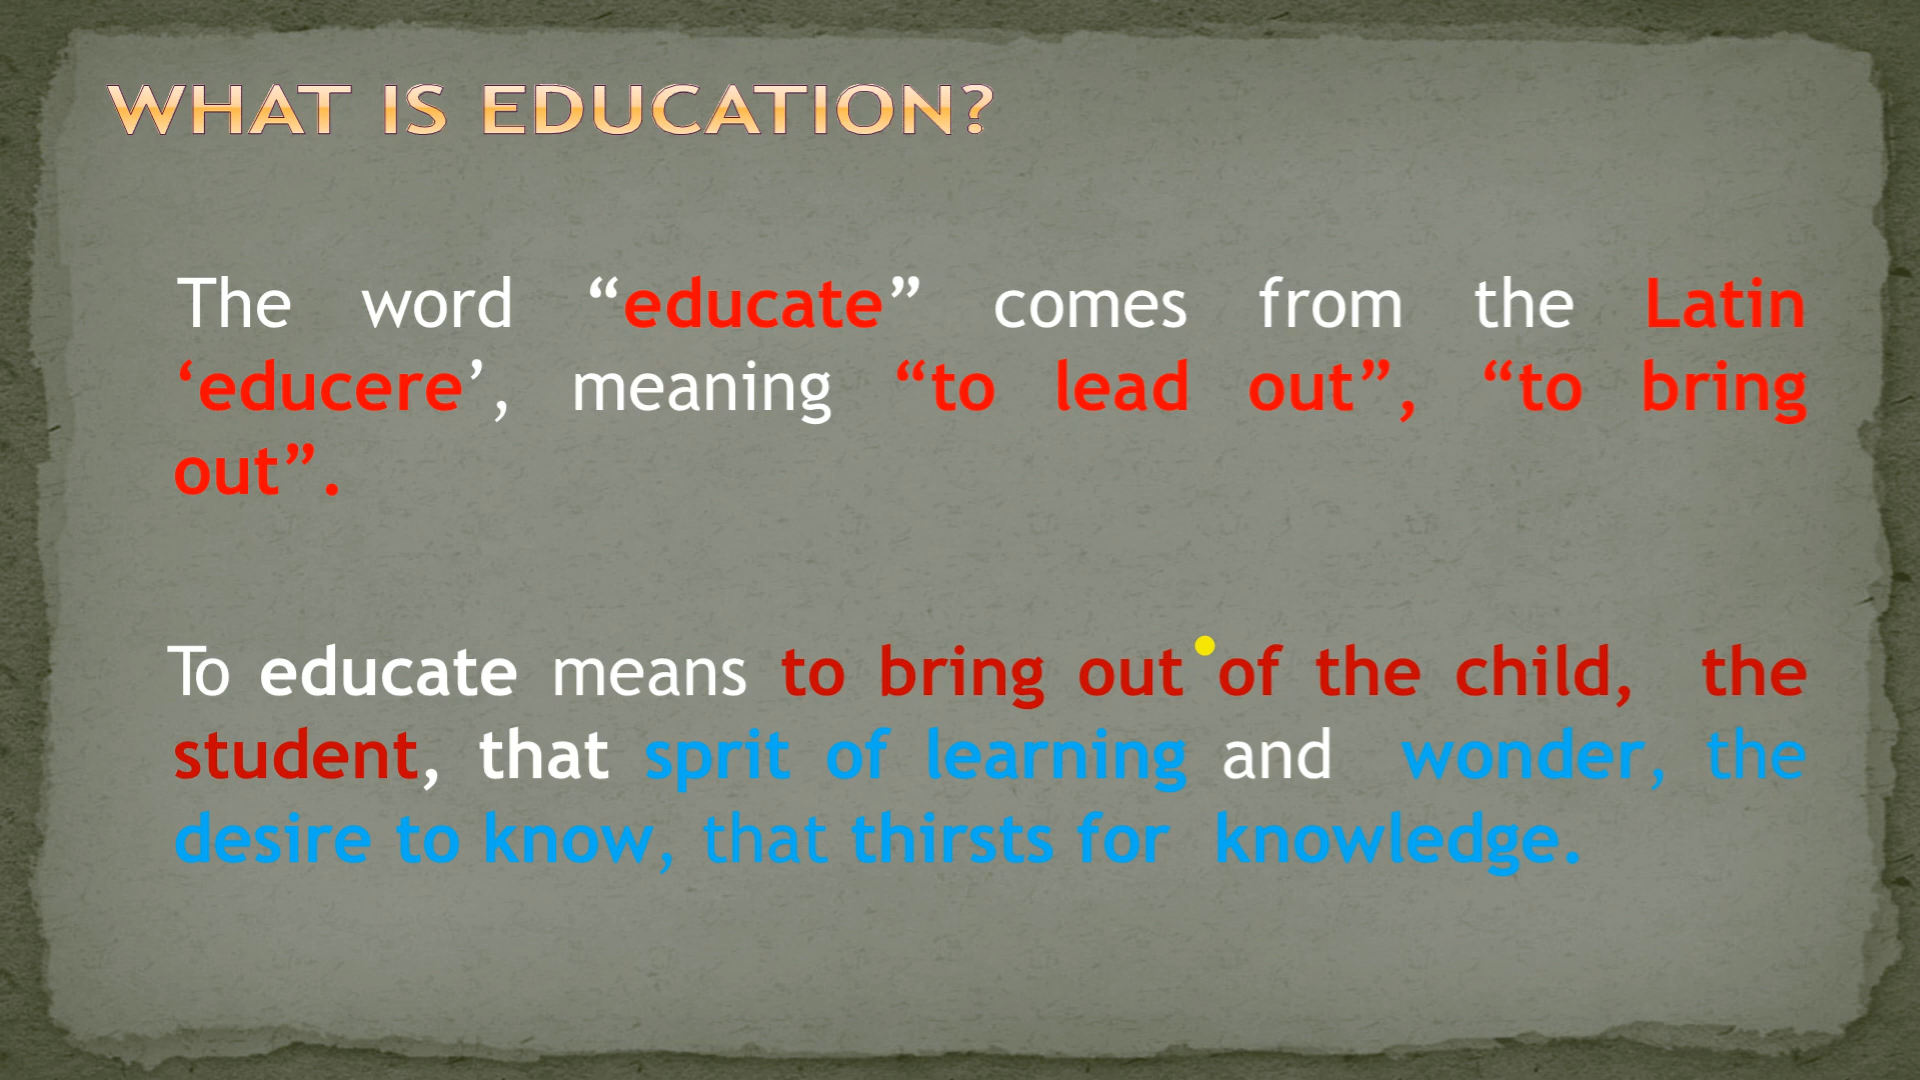 WHAT IS EDUCATION?
The word “educate” comes from the Latin
‘educere’, meaning “to lead out”, “to bring
out”.
To educate means to bring out of the child, the
student, that sprit of learning and wonder, the
desire to know, that thirsts for knowledge.